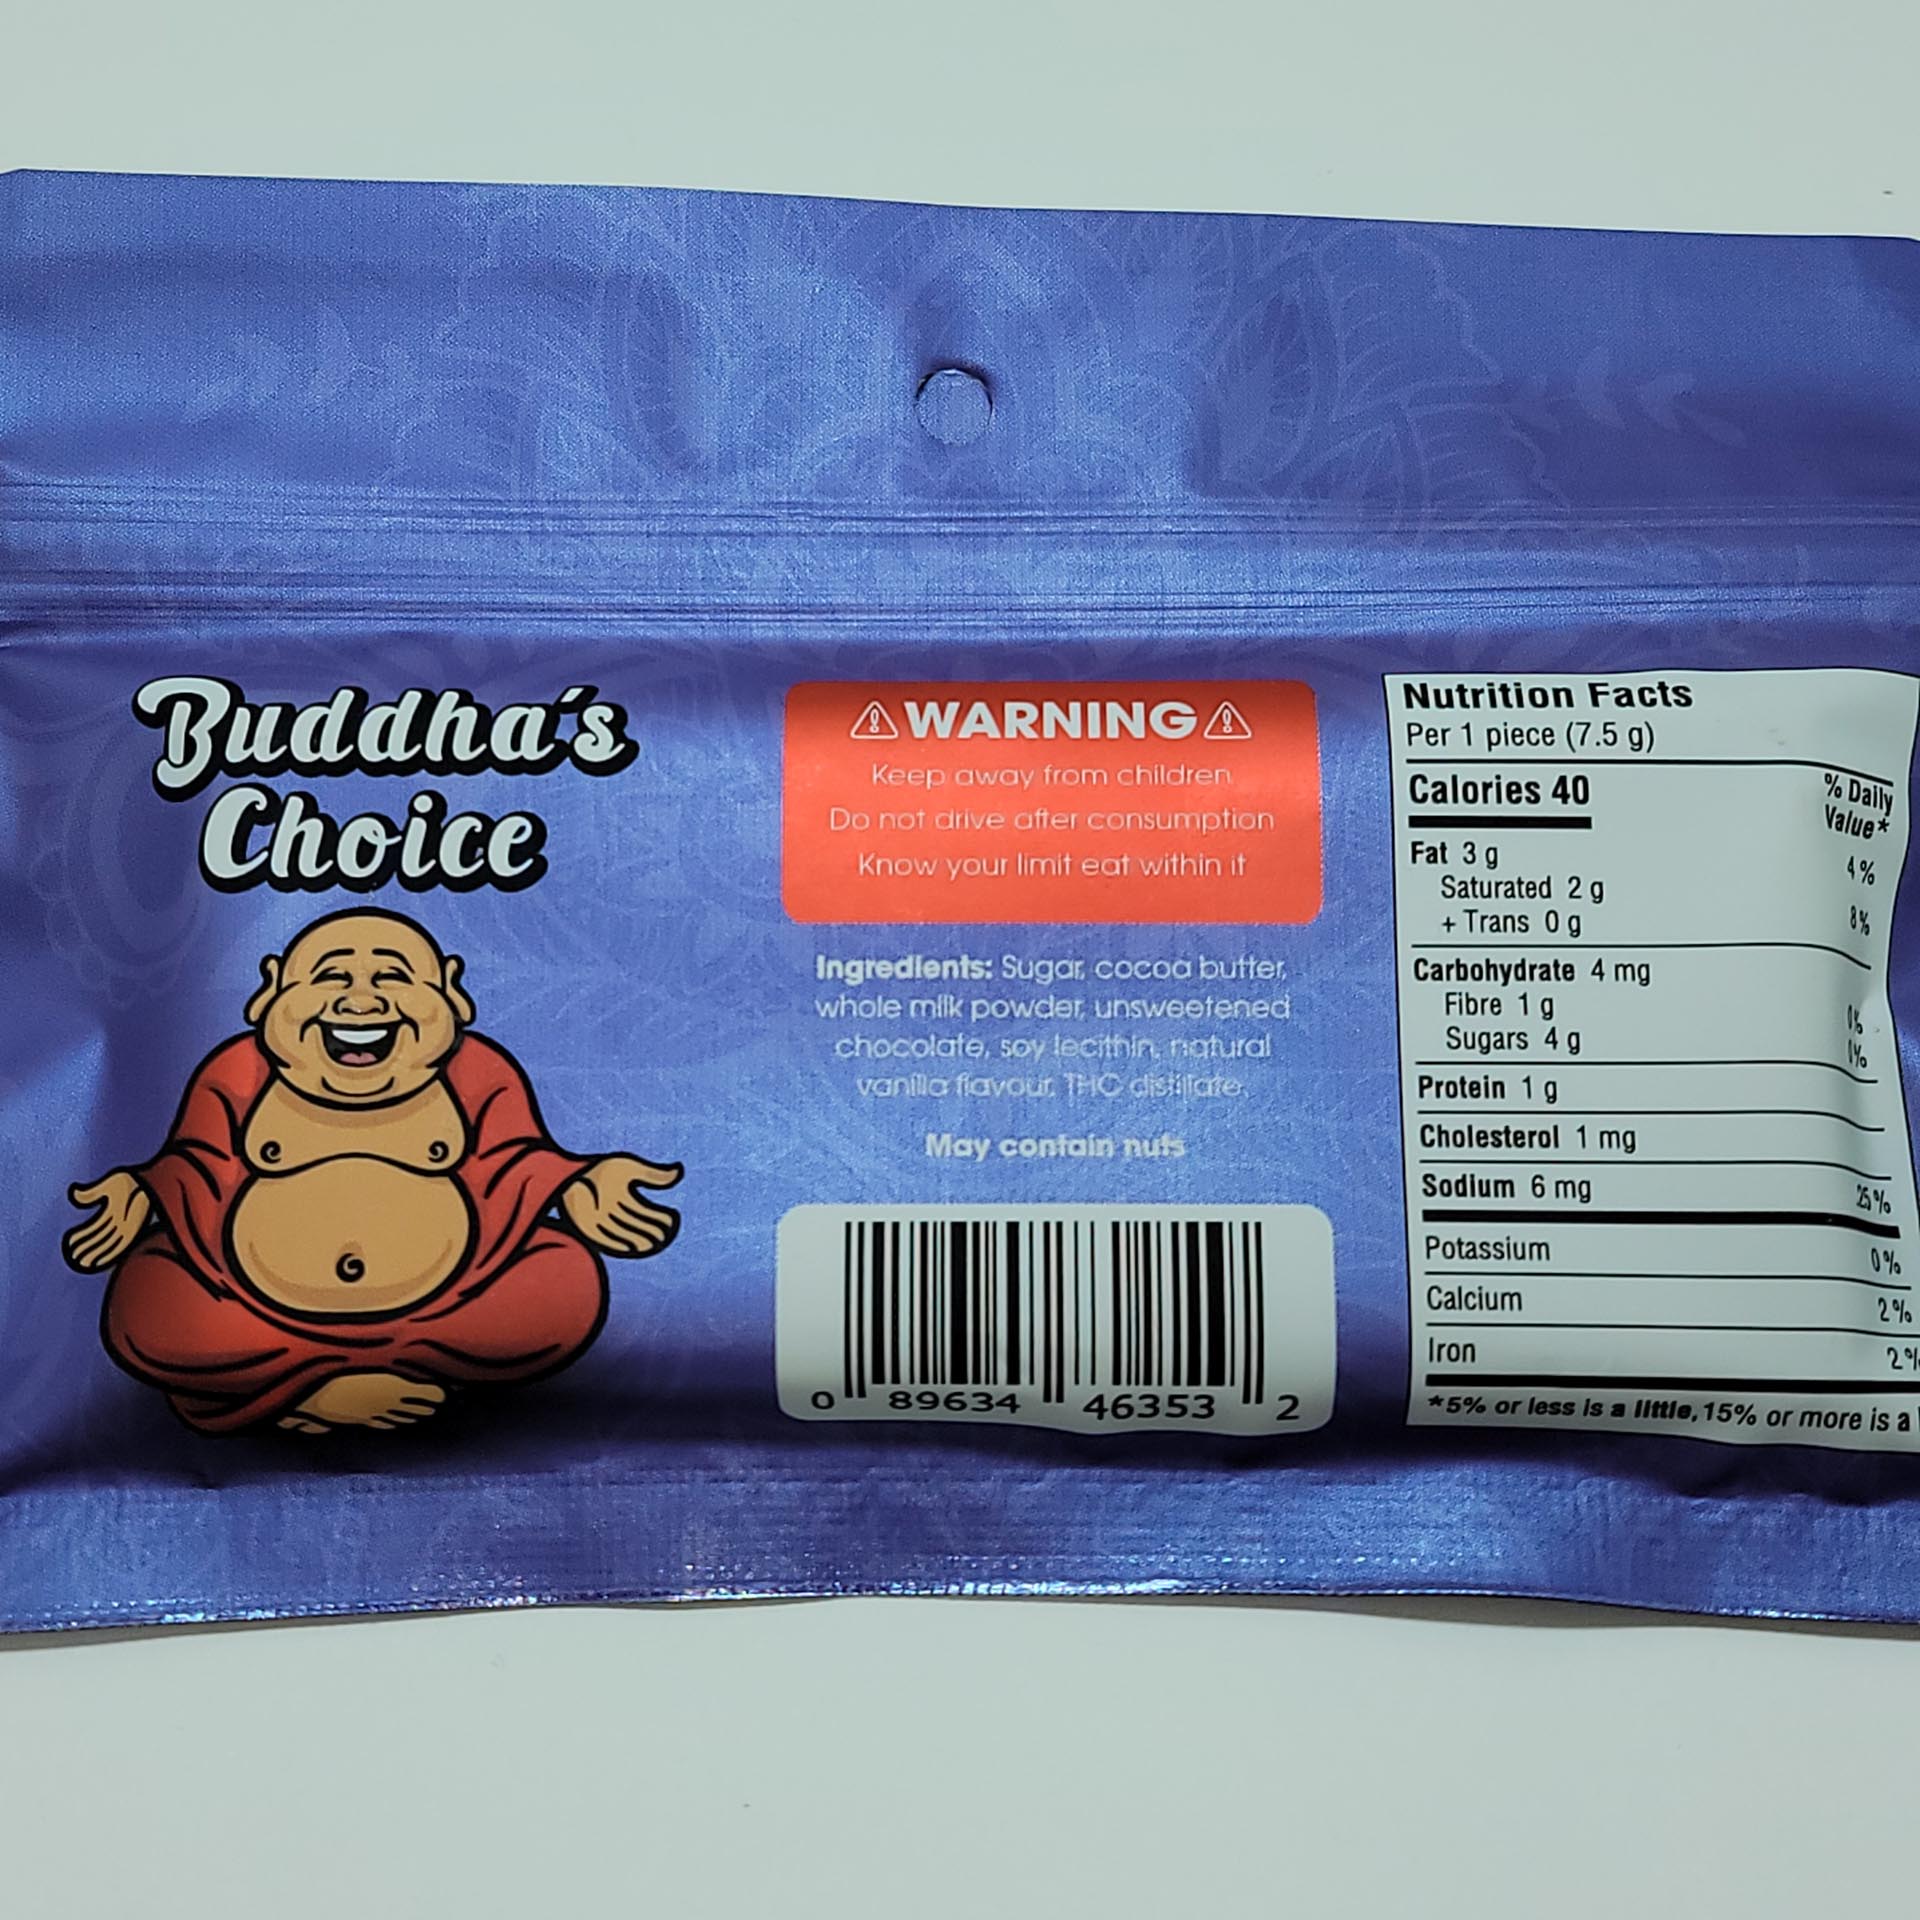 Buddha's
Choice
WARNING
Keep away from children
Do not drive after consumption
Know your limit eat within it
Ingredients: Sugar, cocoa butter,
whole milk powder, unsweetened
chocolate, soy lecithin, natural
vanilla flavour, THC distillate.
May contain nuts
0 89634 46353 2
Nutrition Facts
Per 1 piece (7.5 g)
Calories 40
% Daily
Value*
Fat 3 g 4 %
Saturated 2 g
+ Trans 0 g 8 %
Carbohydrate 4 mg
Fibre 1 g 0%
Sugars 4 g 0%
Protein 1 g
Cholesterol 1 mg
Sodium 6 mg 25 %
Potassium 0 %
Calcium 2 %
Iron 2 %
*5% or less is a little, 15% or more is a